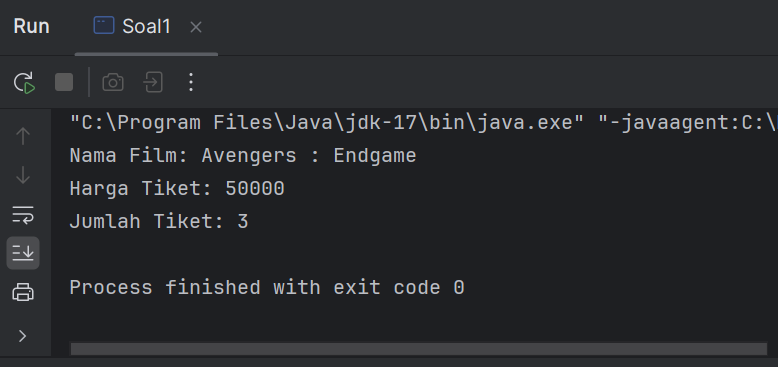 Run Soal1
"C:\Program Files\Java\jdk-17\bin\java.exe" "-javaagent:C:\
Nama Film: Avengers : Endgame
Harga Tiket: 50000
Jumlah Tiket: 3
Process finished with exit code 0